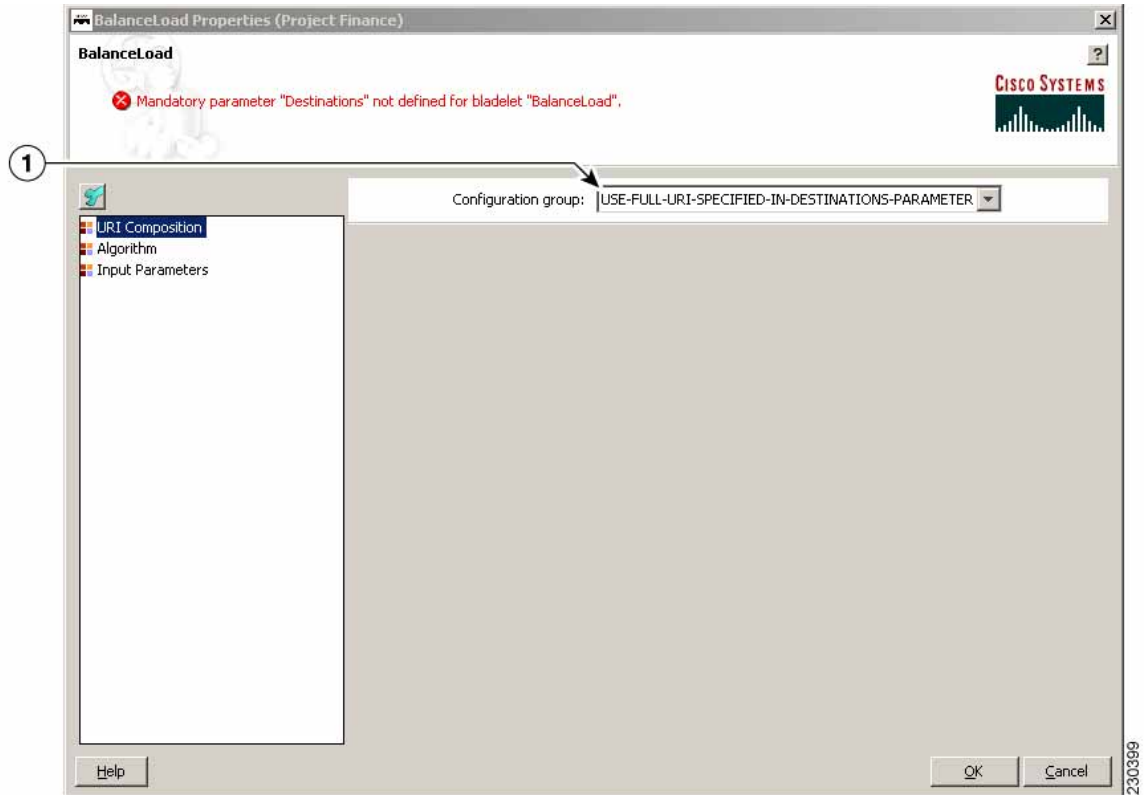 BalanceLoad Properties (Project Finance)
BalanceLoad
?
Mandatory parameter "Destinations" not defined for bladelet "BalanceLoad".
CISCO SYSTEMS
1
Configuration group: USE-FULL-URI-SPECIFIED-IN-DESTINATIONS-PARAMETER
URI Composition
Algorithm
Input Parameters
Help
OK
Cancel
230399